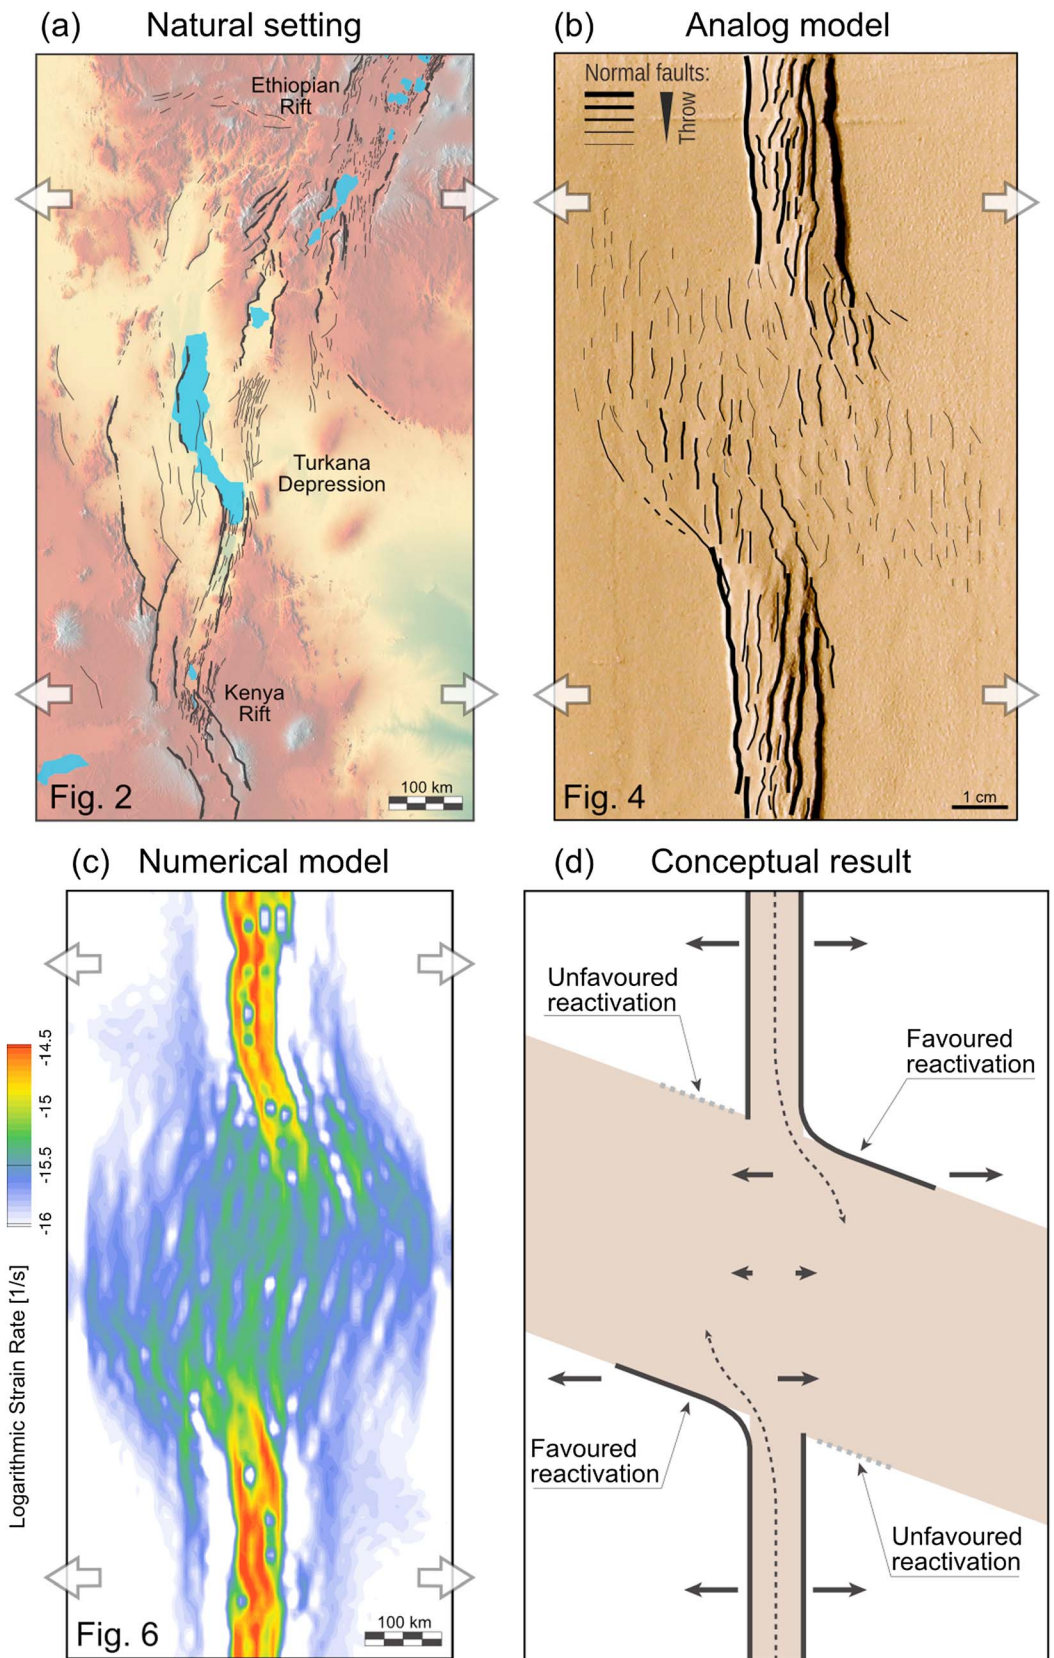 (a) Natural setting
Ethiopian
Rift
Turkana
Depression
Kenya
Rift
100 km
Fig. 2
(b) Analog model
Normal faults:
Throw
1 cm
Fig. 4
(c) Numerical model
-14.5
-15
-15.5
-16
Logarithmic Strain Rate [1/s]
100 km
Fig. 6
(d) Conceptual result
Unfavoured
reactivation
Favoured
reactivation
Favoured
reactivation
Unfavoured
reactivation